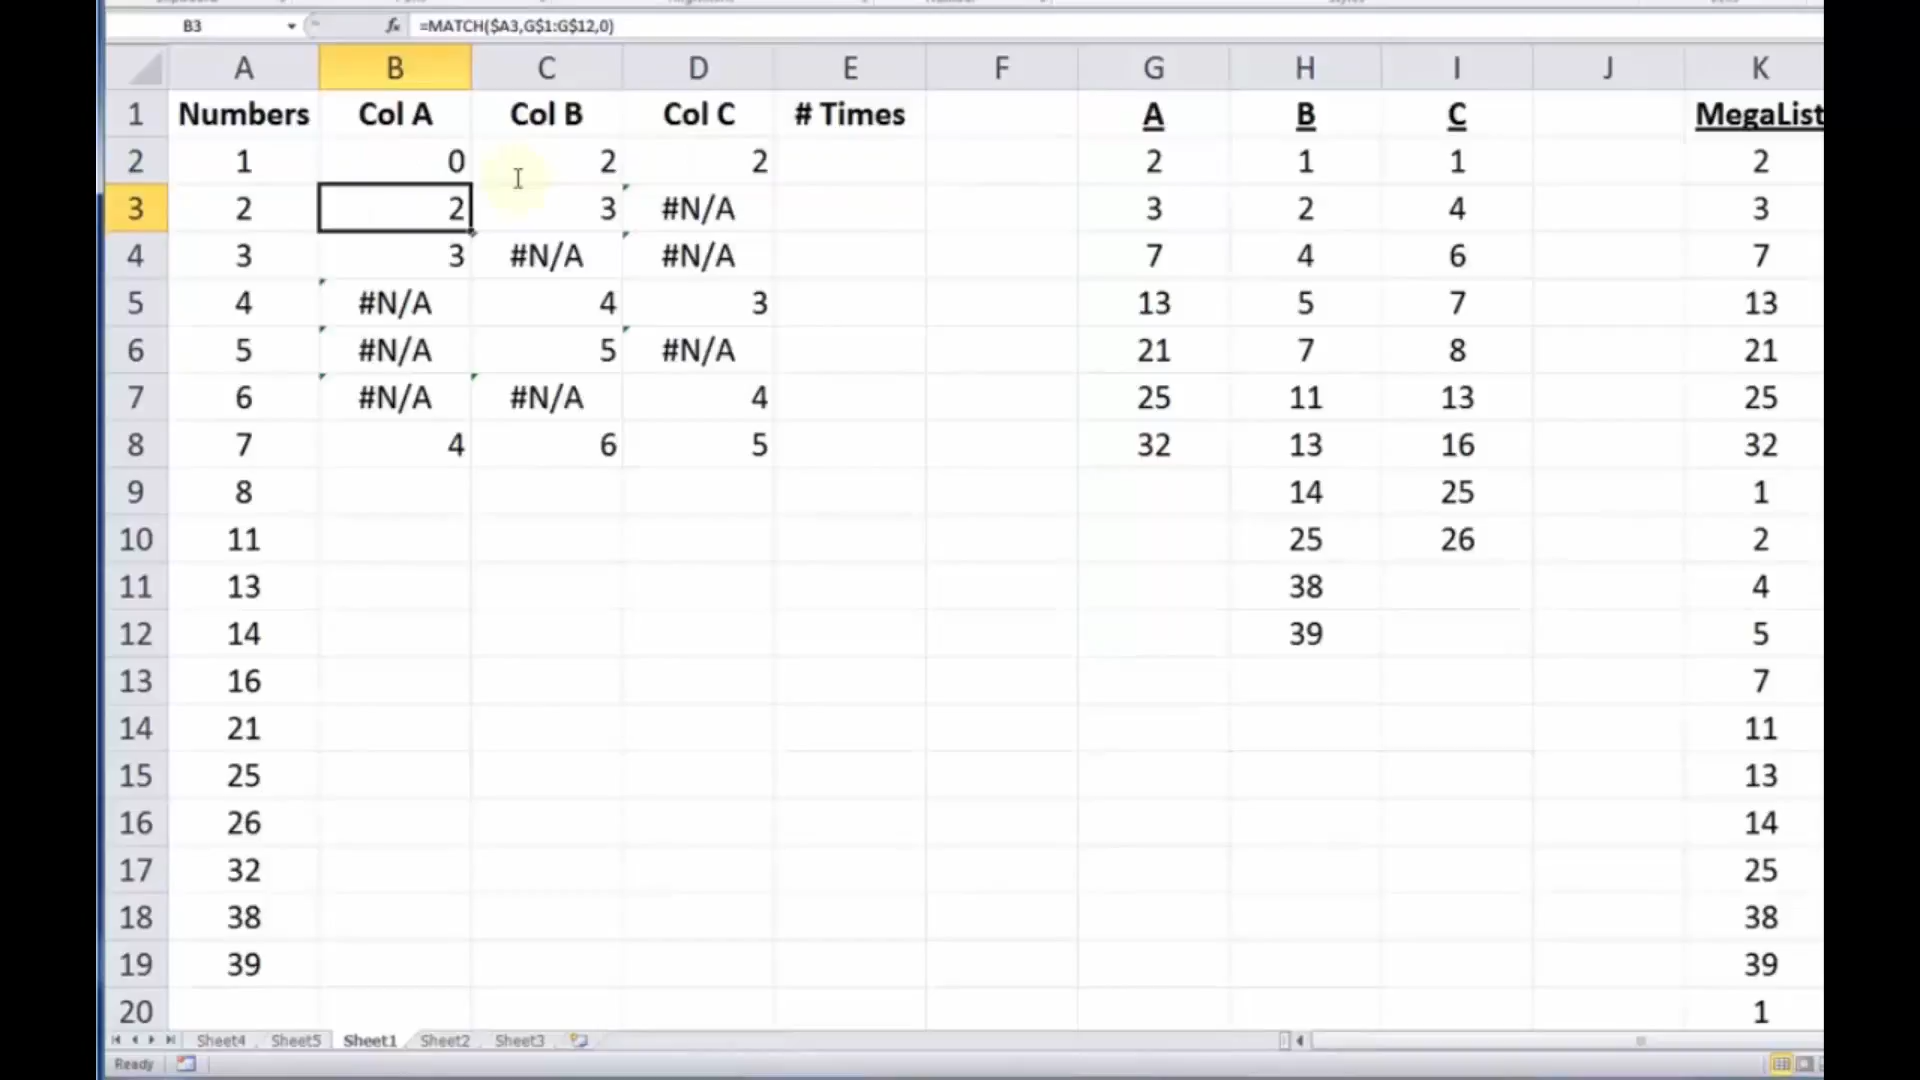 B3 fx =MATCH($A3,G$1:G$12,0)
A B C D E F G H I J K
1 Numbers Col A Col B Col C # Times A B C MegaList
2 1 0 2 2 2 1 1 2
3 2 2 3 #N/A 3 2 4 3
4 3 3 #N/A #N/A 7 4 6 7
5 4 #N/A 4 3 13 5 7 13
6 5 #N/A 5 #N/A 21 7 8 21
7 6 #N/A #N/A 4 25 11 13 25
8 7 4 6 5 32 13 16 32
9 8 14 25 1
10 11 25 26 2
11 13 38 4
12 14 39 5
13 16 7
14 21 11
15 25 13
16 26 14
17 32 25
18 38 38
19 39 39
20 1
Sheet4 Sheet5 Sheet1 Sheet2 Sheet3
Ready